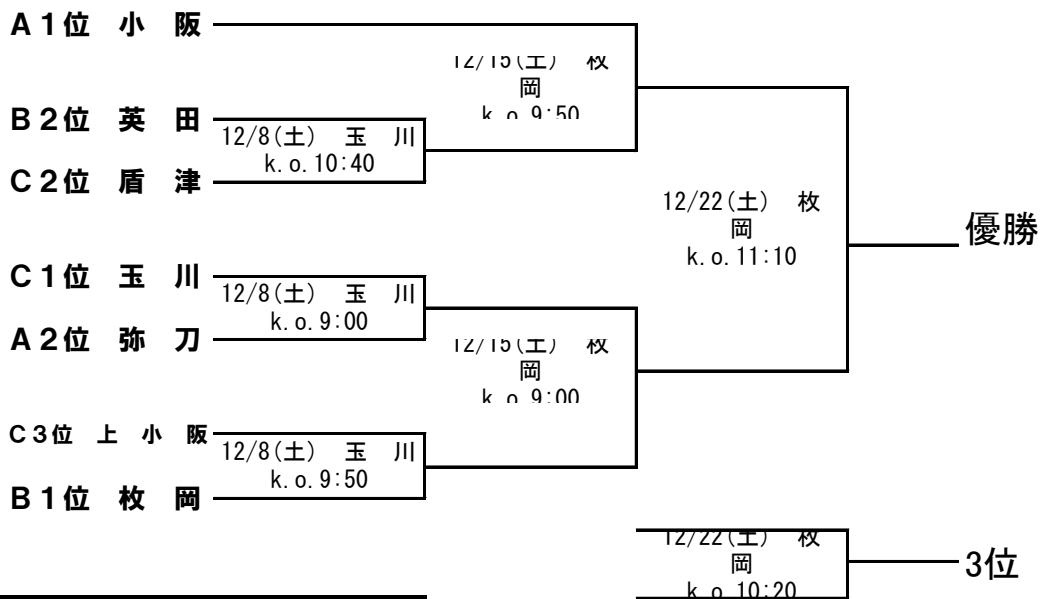 A1位 小 阪
12/15(土) 枚
岡
k.o.9:50
B2位 英 田
12/8(土) 玉 川
k.o.10:40
C2位 盾 津
12/22(土) 枚
岡
k.o.11:10
優勝
C1位 玉 川
12/8(土) 玉 川
k.o.9:00
A2位 弥 刀
12/15(土) 枚
岡
k.o.9:00
C3位 上 小 阪
12/8(土) 玉 川
k.o.9:50
B1位 枚 岡
12/22(土) 枚
岡
k.o.10:20
3位